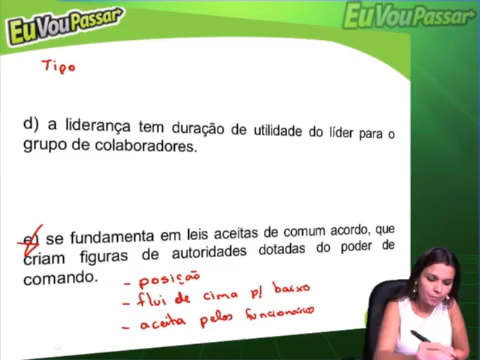 EuVouPassar
EuVouPassar
Tipo
d) a liderança tem duração de utilidade do líder para o
grupo de colaboradores.
e) se fundamenta em leis aceitas de comum acordo, que
criam figuras de autoridades dotadas do poder de
comando.
- posição
- flui de cima p/ baixo
- aceita pelos funcionários
EuVouPassar